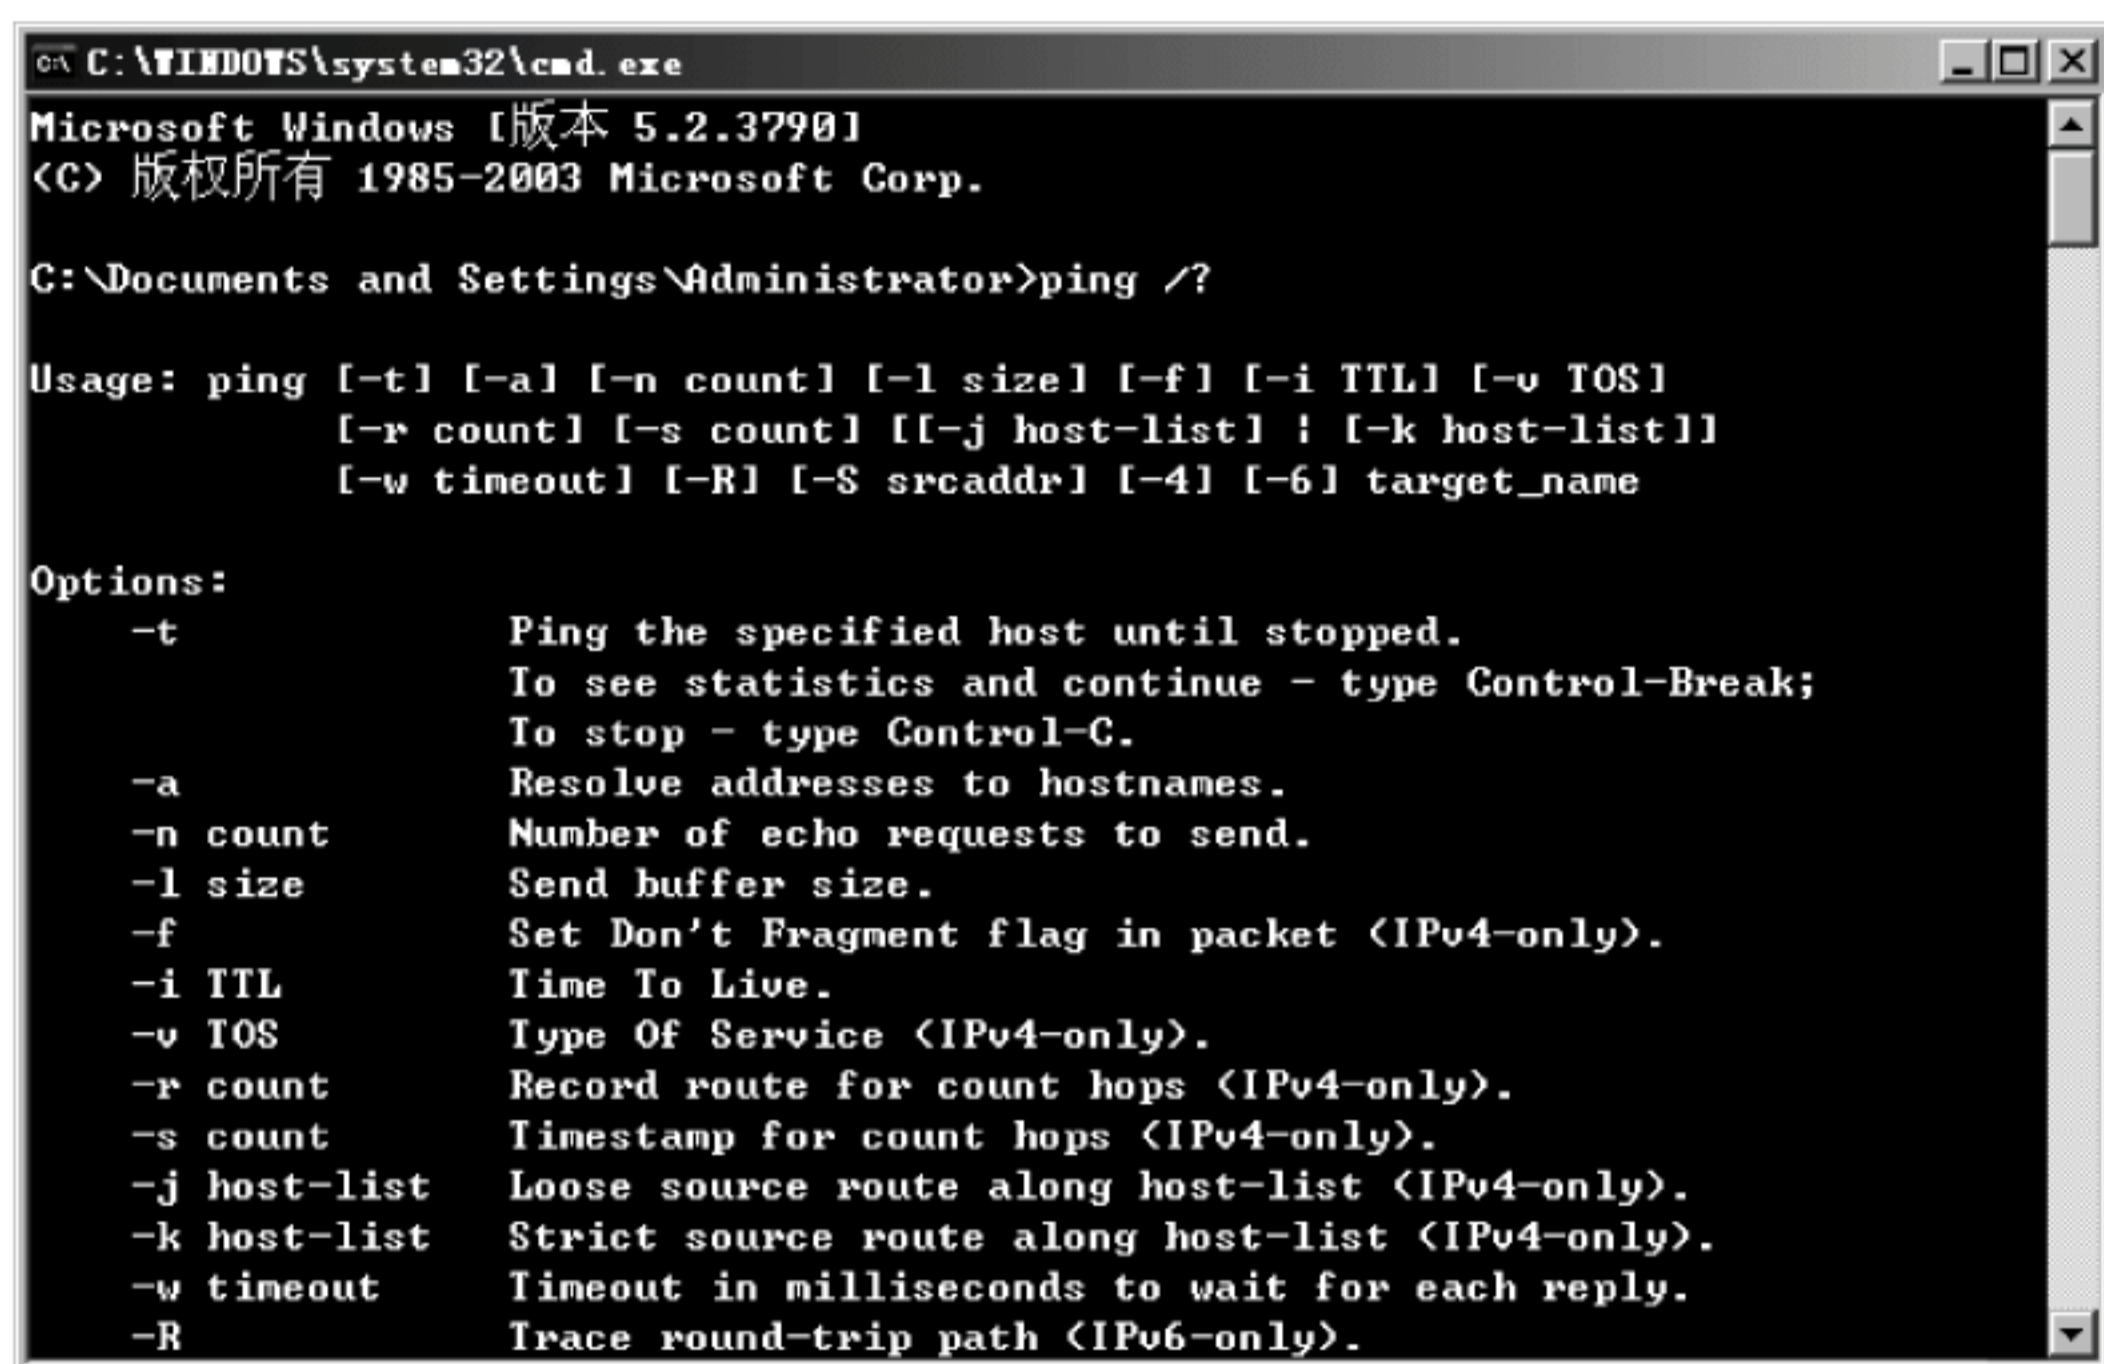 C:\WINDOWS\system32\cmd.exe
Microsoft Windows [版本 5.2.3790]
(C) 版权所有 1985-2003 Microsoft Corp.
C:\Documents and Settings\Administrator>ping /?
Usage: ping [-t] [-a] [-n count] [-l size] [-f] [-i TTL] [-v TOS]
[-r count] [-s count] [[-j host-list] | [-k host-list]]
[-w timeout] [-R] [-S srcaddr] [-4] [-6] target_name
Options:
-t Ping the specified host until stopped.
To see statistics and continue - type Control-Break;
To stop - type Control-C.
-a Resolve addresses to hostnames.
-n count Number of echo requests to send.
-l size Send buffer size.
-f Set Don't Fragment flag in packet (IPv4-only).
-i TTL Time To Live.
-v TOS Type Of Service (IPv4-only).
-r count Record route for count hops (IPv4-only).
-s count Timestamp for count hops (IPv4-only).
-j host-list Loose source route along host-list (IPv4-only).
-k host-list Strict source route along host-list (IPv4-only).
-w timeout Timeout in milliseconds to wait for each reply.
-R Trace round-trip path (IPv6-only).